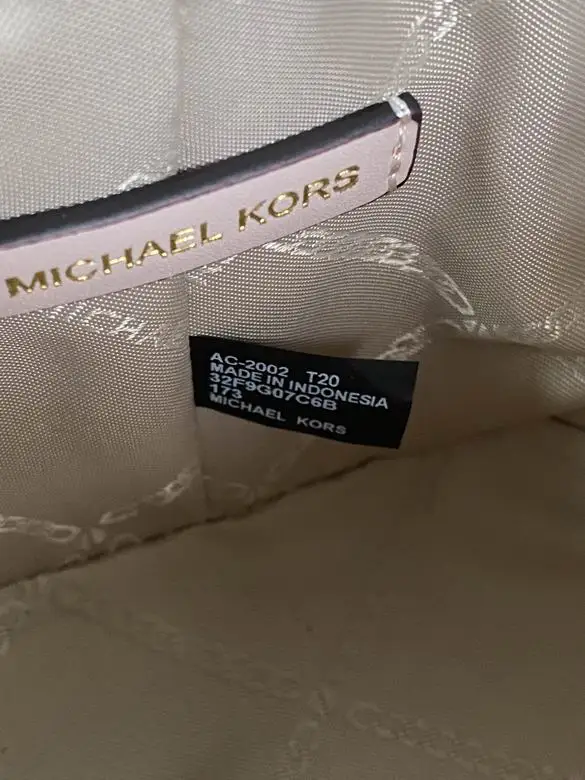 MICHAEL KORS
AC-2002 T20
MADE IN INDONESIA
32F9G07C6B
173
MICHAEL KORS